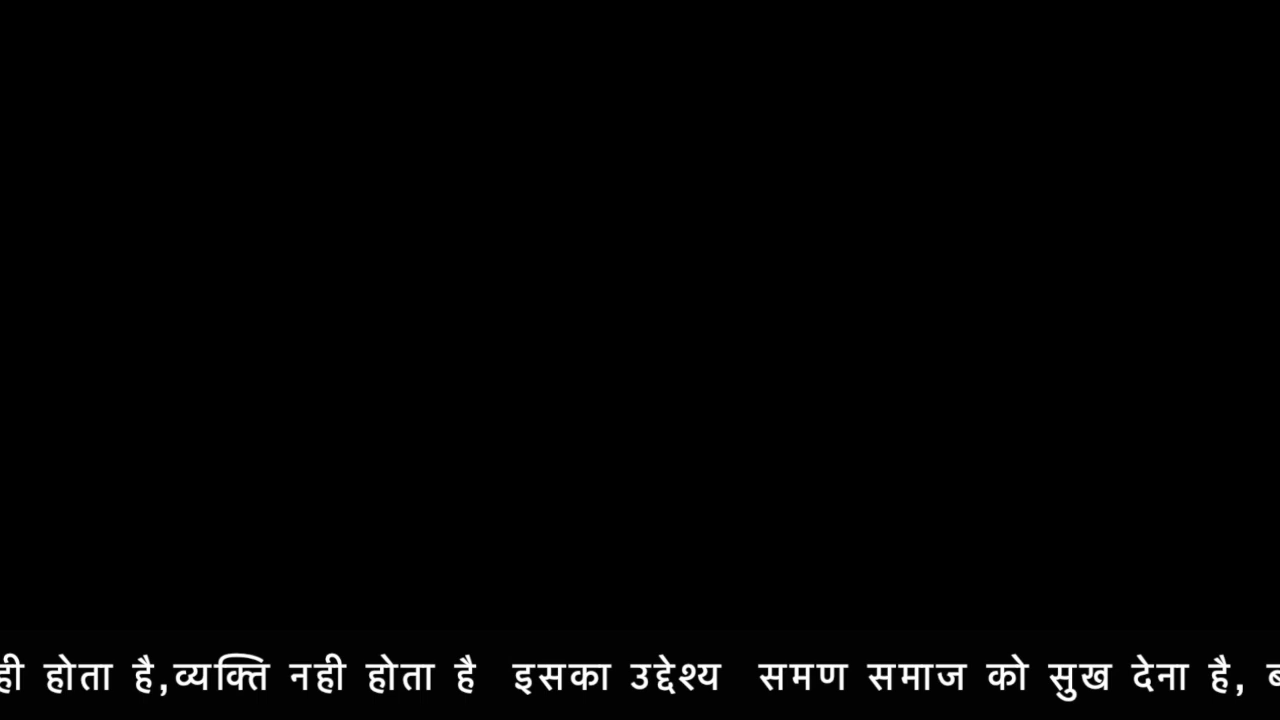 ही होता है,व्यक्ति नही होता है इसका उद्देश्य समण समाज को सुख देना है,